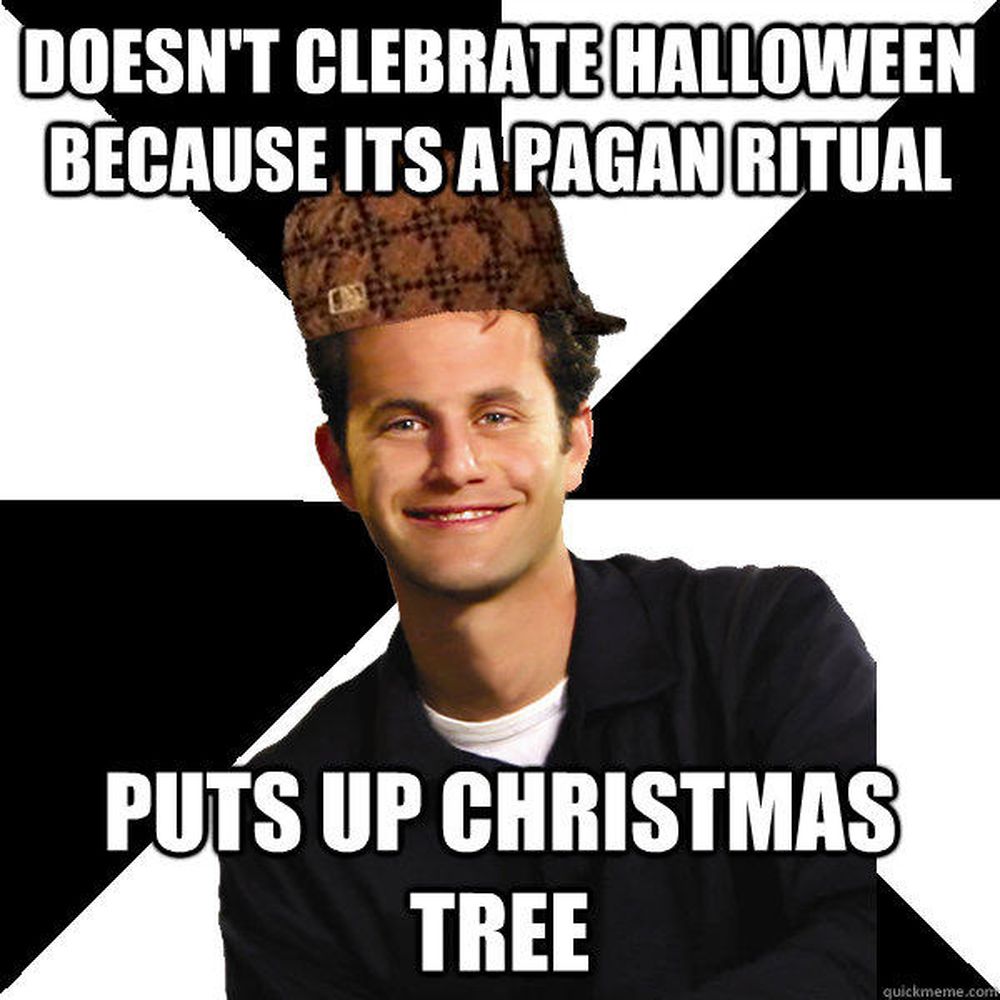 DOESN'T CLEBRATE HALLOWEEN
BECAUSE ITS A PAGAN RITUAL
PUTS UP CHRISTMAS
TREE
quickmeme.com